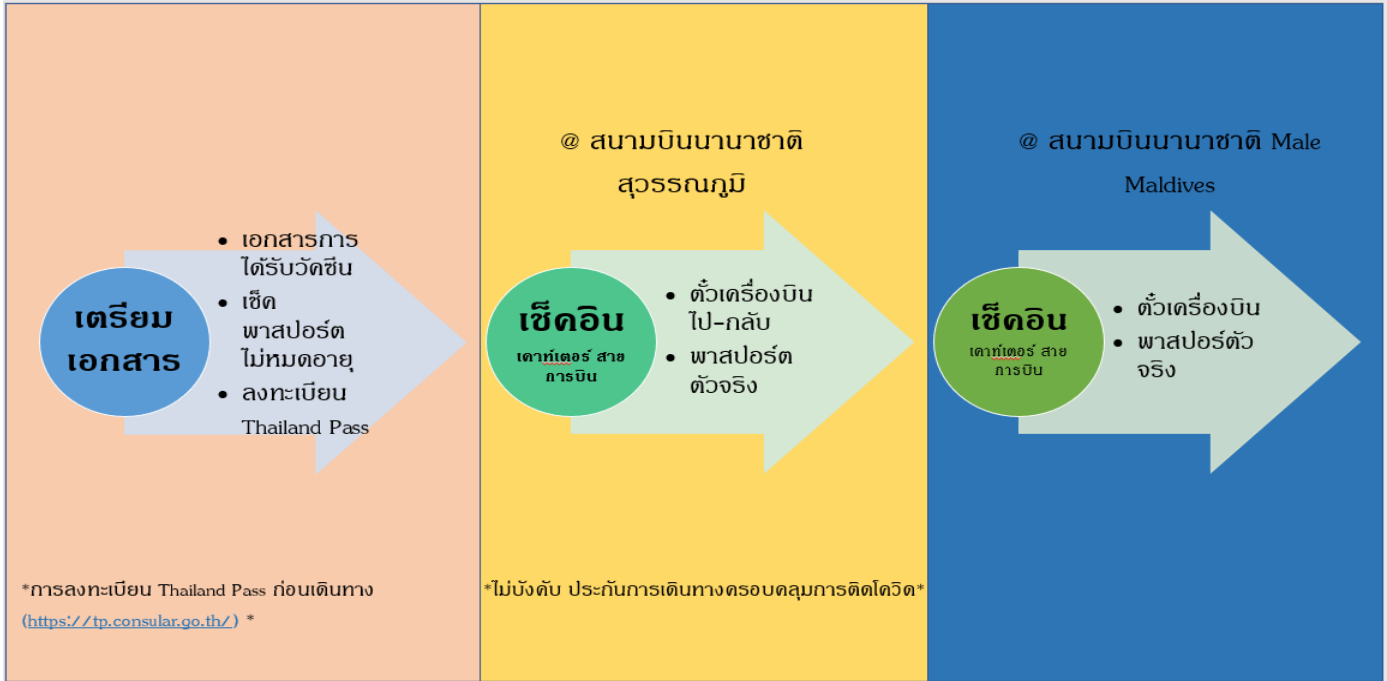 เตรียม
เอกสาร
• เอกสารการ
ได้รับวัคซีน
• เช็ค
พาสปอร์ต
ไม่หมดอายุ
• ลงทะเบียน
Thailand Pass
*การลงทะเบียน Thailand Pass ก่อนเดินทาง
(https://tp.consular.go.th/) *
@ สนามบินนานาชาติ
สุวรรณภูมิ
เช็คอิน
เคาท์เตอร์ สาย
การบิน
• ตั๋วเครื่องบิน
ไป-กลับ
• พาสปอร์ต
ตัวจริง
*ไม่บังคับ ประกันการเดินทางครอบคลุมการติดโควิด*
@ สนามบินนานาชาติ Male
Maldives
เช็คอิน
เคาท์เตอร์ สาย
การบิน
• ตั๋วเครื่องบิน
• พาสปอร์ตตัว
จริง